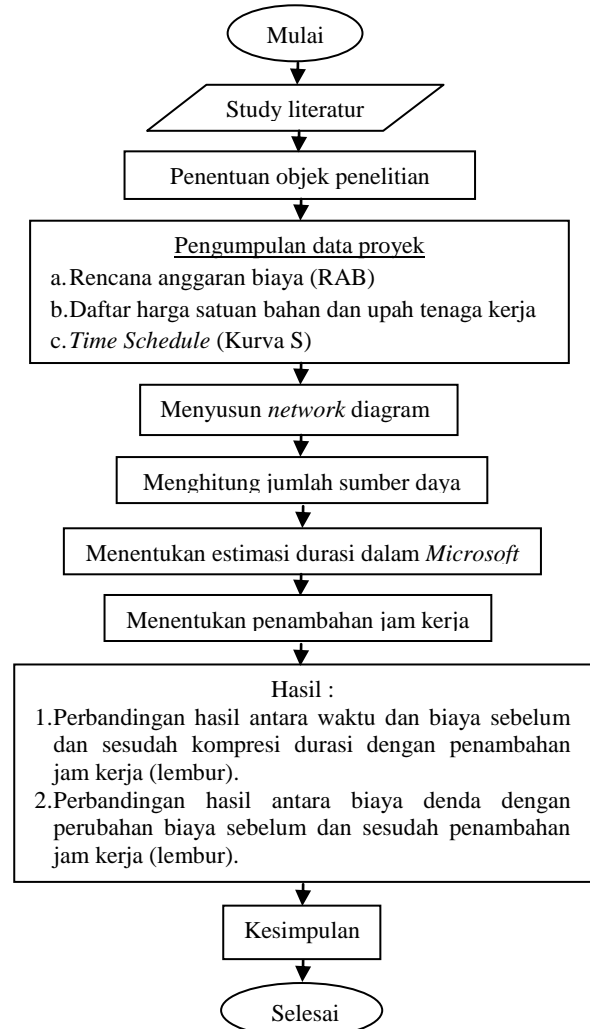 Mulai
Study literatur
Penentuan objek penelitian
Pengumpulan data proyek
a.Rencana anggaran biaya (RAB)
b.Daftar harga satuan bahan dan upah tenaga kerja
c.Time Schedule (Kurva S)
Menyusun network diagram
Menghitung jumlah sumber daya
Menentukan estimasi durasi dalam Microsoft
Menentukan penambahan jam kerja
Hasil :
1.Perbandingan hasil antara waktu dan biaya sebelum
dan sesudah kompresi durasi dengan penambahan
jam kerja (lembur).
2.Perbandingan hasil antara biaya denda dengan
perubahan biaya sebelum dan sesudah penambahan
jam kerja (lembur).
Kesimpulan
Selesai